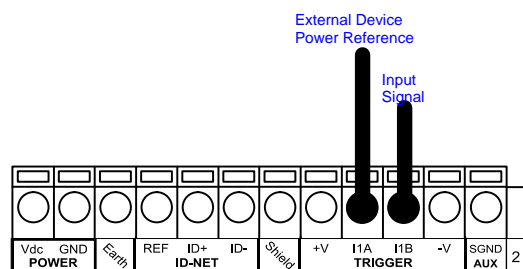 External Device
Power Reference
Input
Signal
Vdc GND Earth REF ID+ ID- Shield +V I1A I1B -V SGND 2
POWER ID-NET TRIGGER AUX